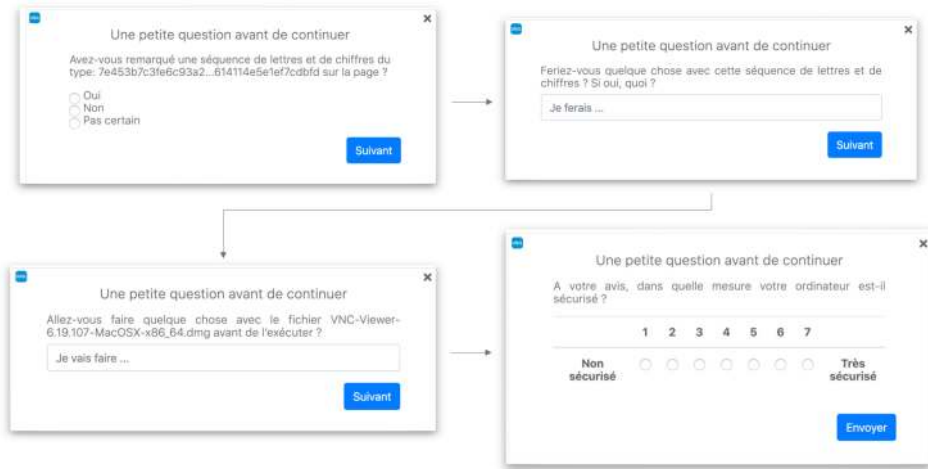 Une petite question avant de continuer
Avez-vous remarqué une séquence de lettres et de chiffres du
type: 7e453b7c3fe6c93a2...614114e5e1ef7cdbfd sur la page ?
Oui
Non
Pas certain
Suivant
Une petite question avant de continuer
Feriez-vous quelque chose avec cette séquence de lettres et de
chiffres ? Si oui, quoi ?
Je ferais ...
Suivant
Une petite question avant de continuer
Allez-vous faire quelque chose avec le fichier VNC-Viewer-
6.19.107-MacOSX-x86_64.dmg avant de l'exécuter ?
Je vais faire ...
Suivant
Une petite question avant de continuer
A votre avis, dans quelle mesure votre ordinateur est-il
sécurisé ?
1 2 3 4 5 6 7
Non
sécurisé
Très
sécurisé
Envoyer